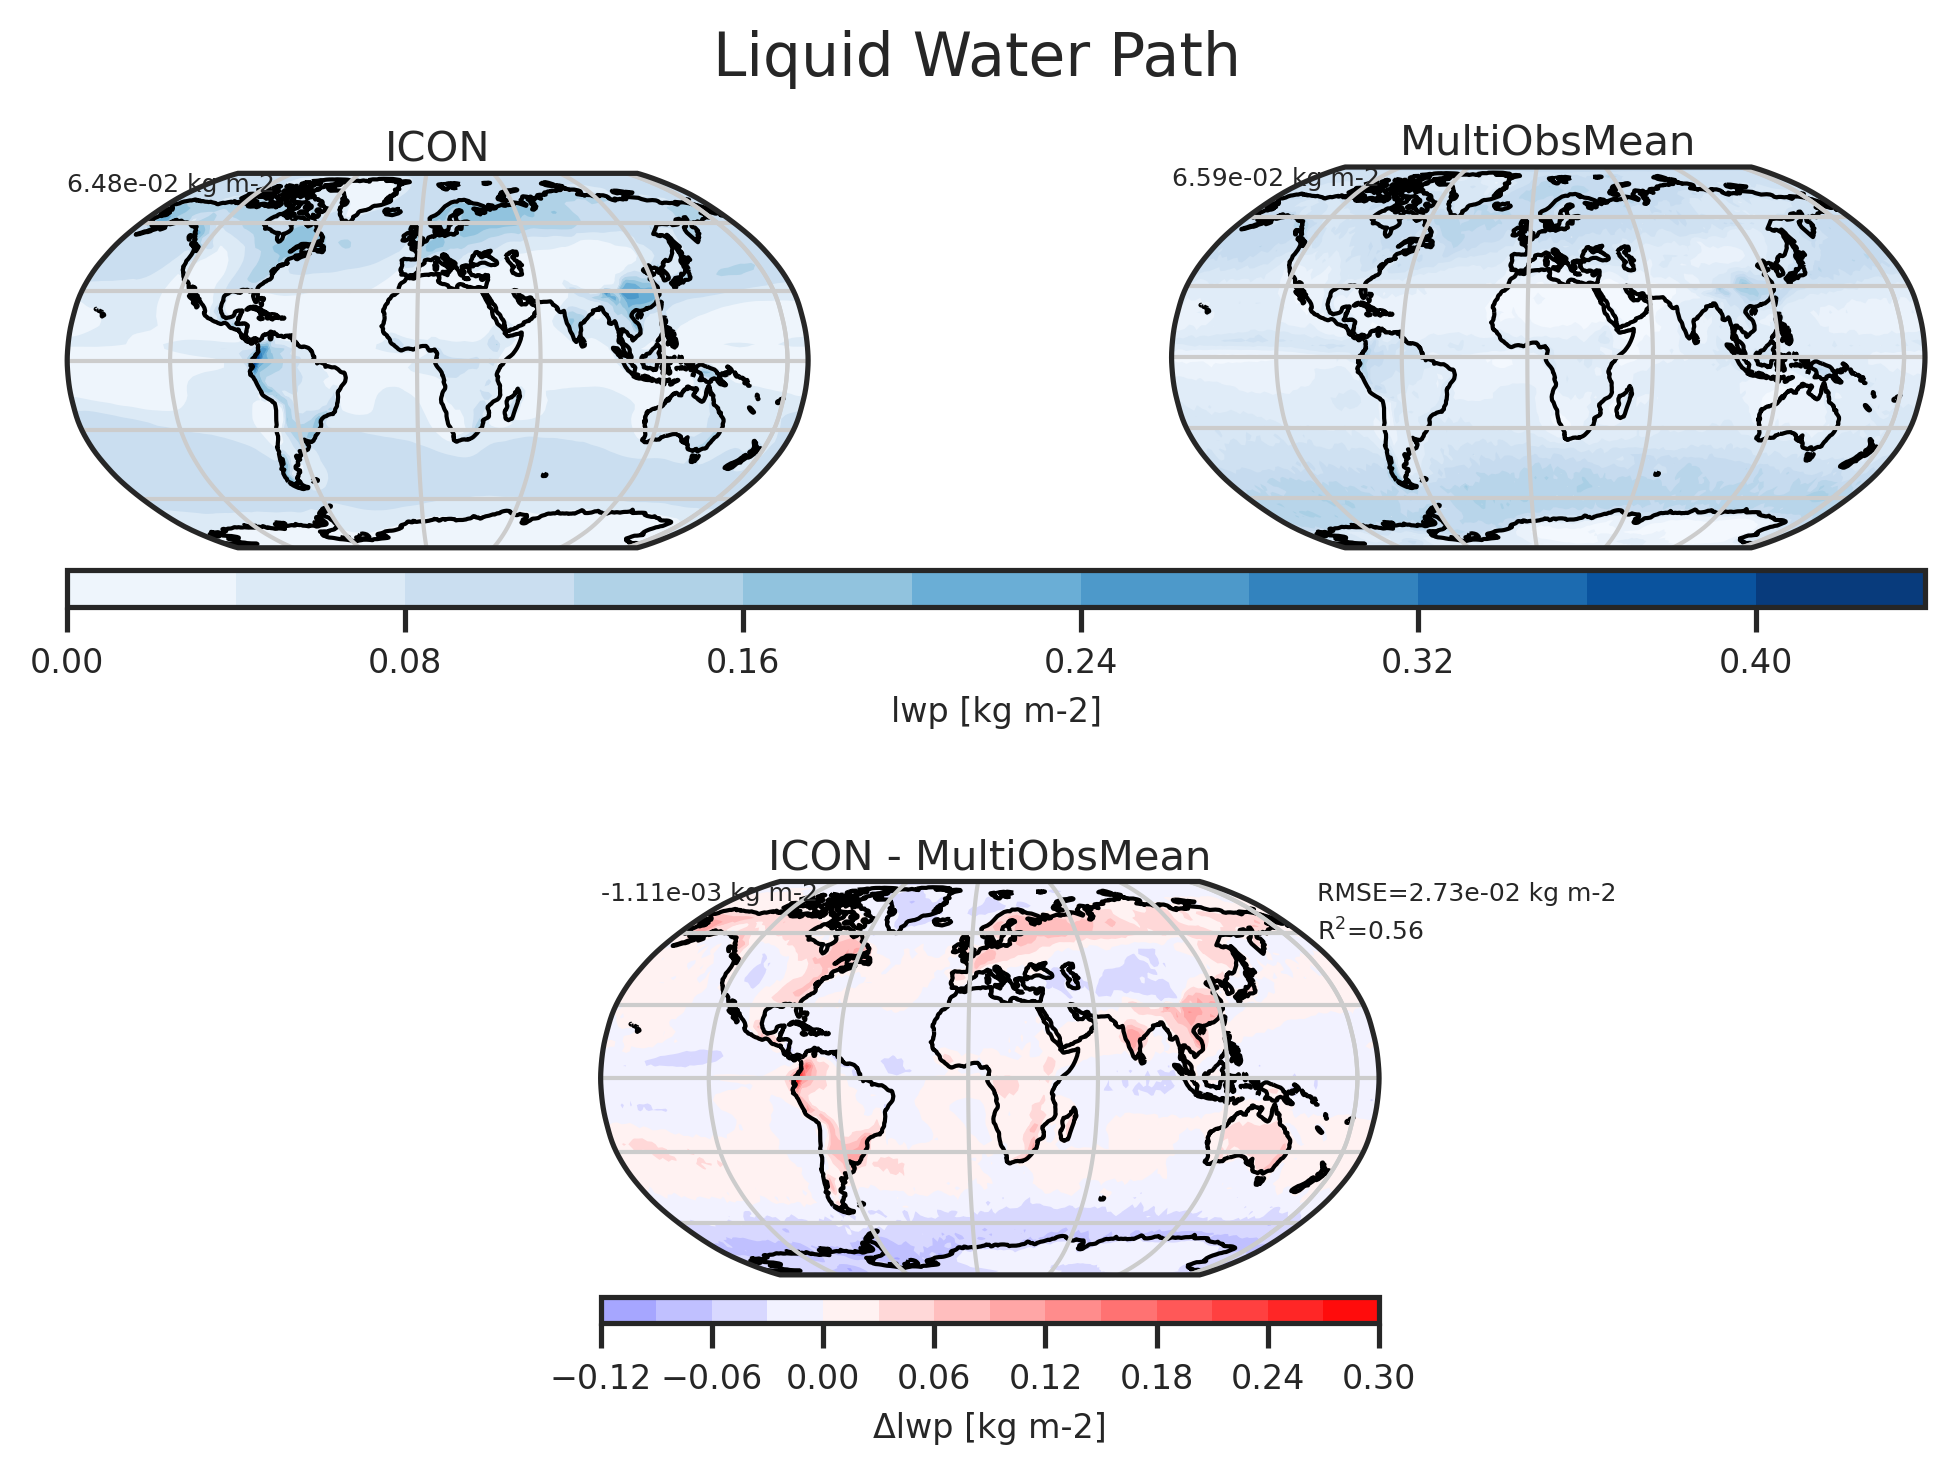 Liquid Water Path
ICON
6.48e-02 kg m-2
MultiObsMean
6.59e-02 kg m-2
0.00 0.08 0.16 0.24 0.32 0.40
lwp [kg m-2]
ICON - MultiObsMean
-1.11e-03 kg m-2
RMSE=2.73e-02 kg m-2
R²=0.56
−0.12 −0.06 0.00 0.06 0.12 0.18 0.24 0.30
Δlwp [kg m-2]